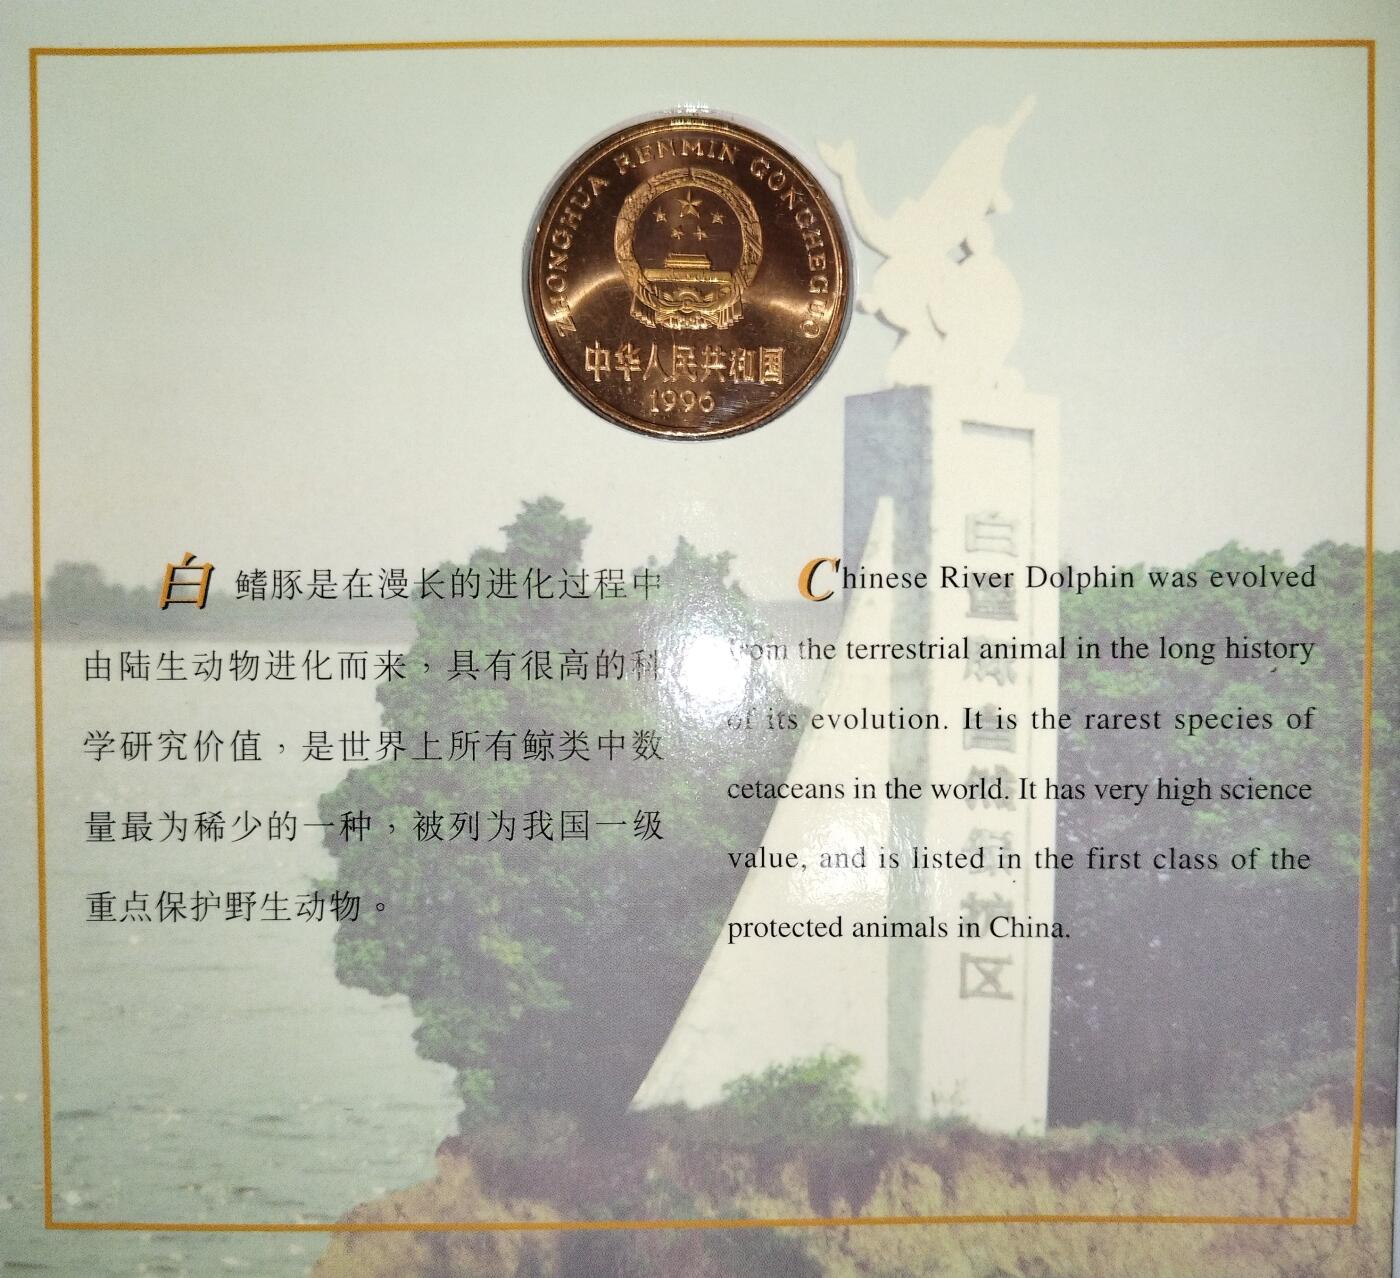 ZHONGHUA RENMIN GONGHEGUO
中华人民共和国
1996
白鳍豚是在漫长的进化过程中
由陆生动物进化而来，具有很高的科
学研究价值，是世界上所有鲸类中数
量最为稀少的一种，被列为我国一级
重点保护野生动物。
Chinese River Dolphin was evolved
from the terrestrial animal in the long history
of its evolution. It is the rarest species of
cetaceans in the world. It has very high science
value, and is listed in the first class of the
protected animals in China.